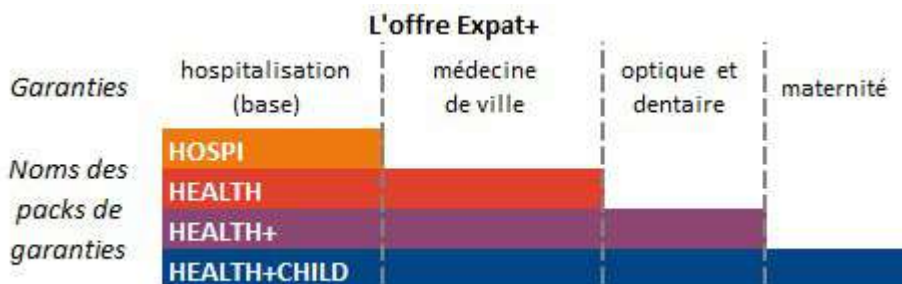 L'offre Expat+
Garanties
hospitalisation
(base)
médecine
de ville
optique et
dentaire
maternité
Noms des
packs de
garanties
HOSPI
HEALTH
HEALTH+
HEALTH+CHILD